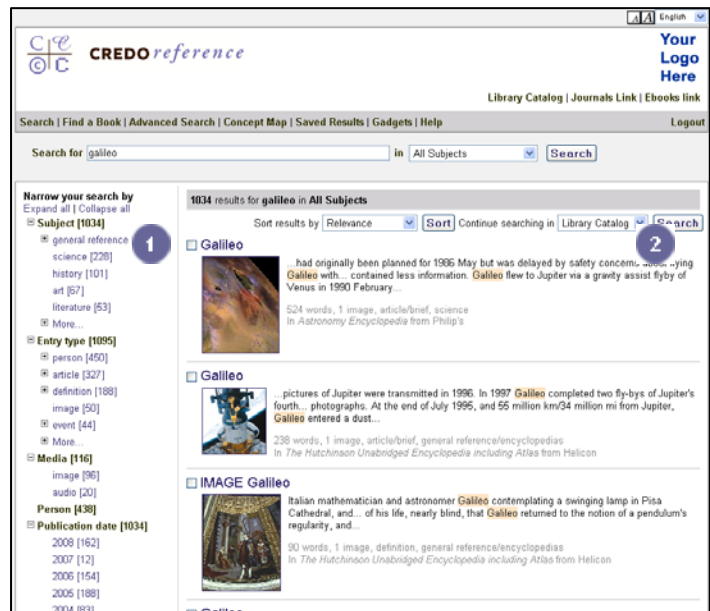 A A English
C C
© C
CREDO reference
Your
Logo
Here
Library Catalog | Journals Link | Ebooks link
Search | Find a Book | Advanced Search | Concept Map | Saved Results | Gadgets | Help Logout
Search for galileo in All Subjects Search
Narrow your search by
Expand all | Collapse all
Subject [1034]
general reference
1
science [228]
history [101]
art [67]
literature [53]
More...
Entry type [1095]
person [450]
article [327]
definition [188]
image [50]
event [44]
More...
Media [116]
image [96]
audio [20]
Person [438]
Publication date [1034]
2008 [162]
2007 [12]
2006 [154]
2005 [188]
2004 [83]
1034 results for galileo in All Subjects
Sort results by Relevance Sort Continue searching in Library Catalog Search
2
Galileo
...had originally been planned for 1986 May but was delayed by safety concerns
Galileo with... contained less information. Galileo flew to Jupiter via a gravity assist flyby of
Venus in 1990 February...
524 words, 1 image, article/brief, science
In Astronomy Encyclopedia from Philip's
Galileo
...pictures of Jupiter were transmitted in 1996. In 1997 Galileo completed two fly-bys of Jupiter's
fourth... photographs. At the end of July 1995, and 55 million km/34 million mi from Jupiter,
Galileo entered a dust...
238 words, 1 image, article/brief, general reference/encyclopedias
In The Hutchinson Unabridged Encyclopedia including Atlas from Helicon
IMAGE Galileo
Italian mathematician and astronomer Galileo contemplating a swinging lamp in Pisa
Cathedral, and... of his life, nearly blind, that Galileo returned to the notion of a pendulum's
regularity, and...
90 words, 1 image, definition, general reference/encyclopedias
In The Hutchinson Unabridged Encyclopedia including Atlas from Helicon
Galileo